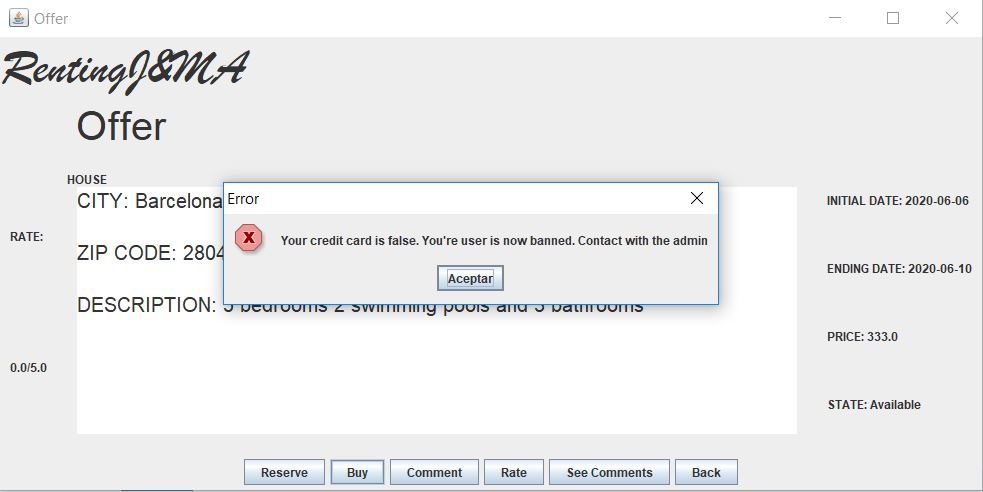 Offer
RentingJ&MA
Offer
HOUSE
CITY: Barcelona
ZIP CODE: 2804
DESCRIPTION: 5 bedrooms 2 swimming pools and 3 bathrooms
RATE:
0.0/5.0
Error
Your credit card is false. You're user is now banned. Contact with the admin
Aceptar
INITIAL DATE: 2020-06-06
ENDING DATE: 2020-06-10
PRICE: 333.0
STATE: Available
Reserve
Buy
Comment
Rate
See Comments
Back